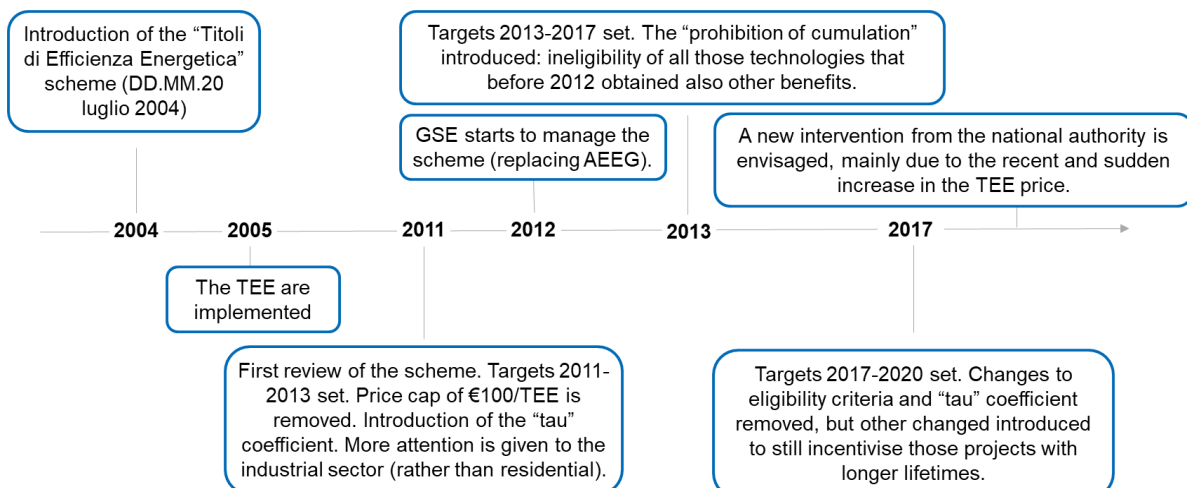 Introduction of the “Titoli
di Efficienza Energetica”
scheme (DD.MM.20
luglio 2004)
Targets 2013-2017 set. The “prohibition of cumulation”
introduced: ineligibility of all those technologies that
before 2012 obtained also other benefits.
GSE starts to manage the
scheme (replacing AEEG).
A new intervention from the national authority is
envisaged, mainly due to the recent and sudden
increase in the TEE price.
2004 2005 2011 2012 2013 2017
The TEE are
implemented
First review of the scheme. Targets 2011-
2013 set. Price cap of €100/TEE is
removed. Introduction of the “tau”
coefficient. More attention is given to the
industrial sector (rather than residential).
Targets 2017-2020 set. Changes to
eligibility criteria and “tau” coefficient
removed, but other changed introduced
to still incentivise those projects with
longer lifetimes.